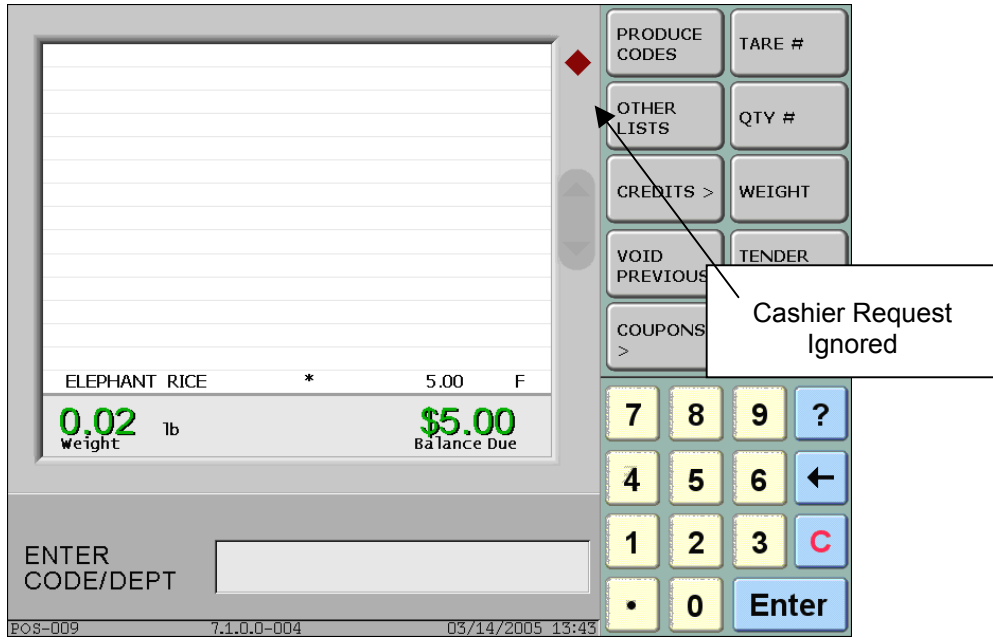 PRODUCE
CODES
TARE #
OTHER
LISTS
QTY #
CREDITS >
WEIGHT
VOID
PREVIOUS
TENDER
COUPONS
>
Cashier Request
Ignored
ELEPHANT RICE * 5.00 F
0.02 lb $5.00
Weight Balance Due
7 8 9 ?
4 5 6 ←
1 2 3 C
. 0 Enter
ENTER
CODE/DEPT
POS-009 7.1.0.0-004 03/14/2005 13:43